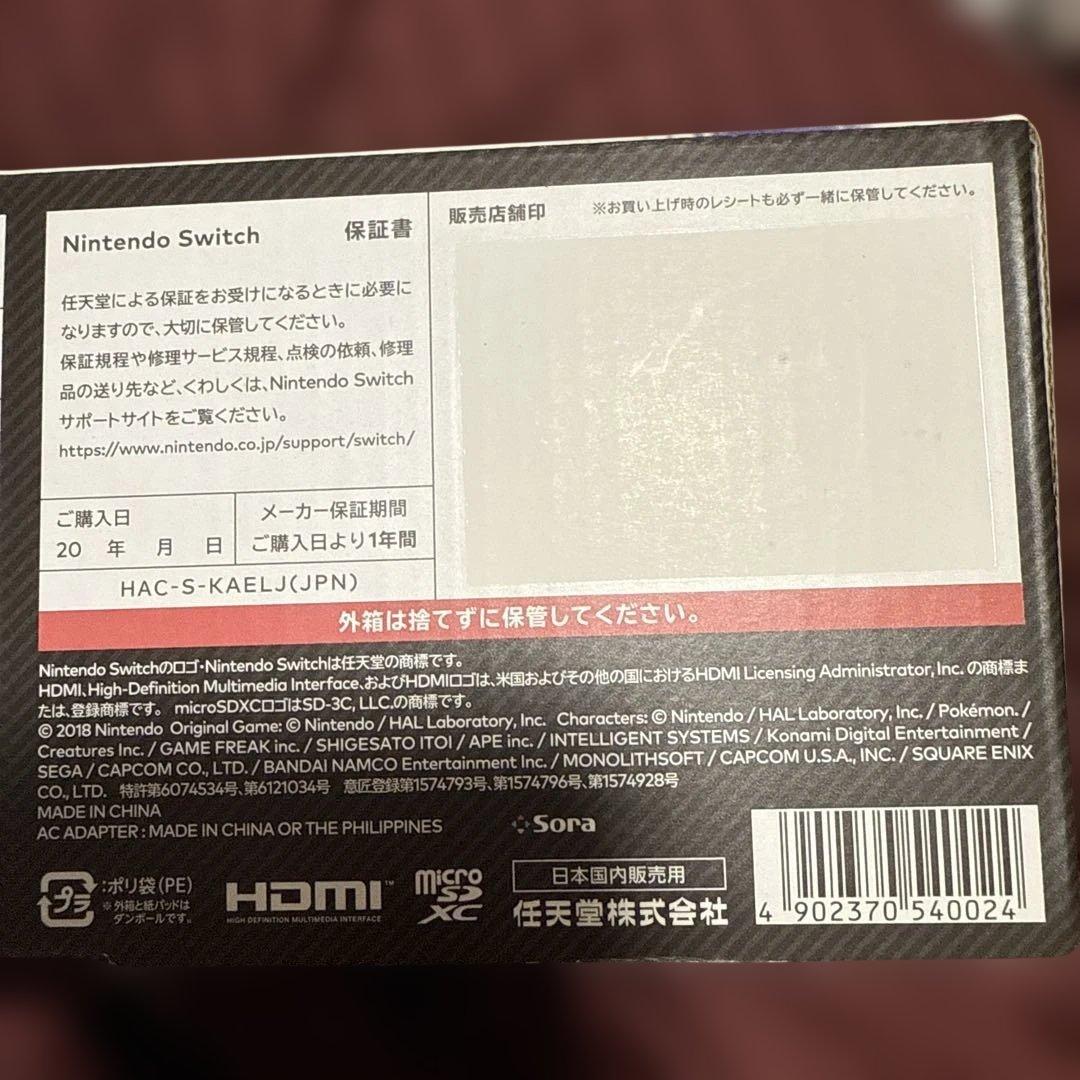 Nintendo Switch 保証書
任天堂による保証をお受けになるときに必要に
なりますので、大切に保管してください。
保証規程や修理サービス規程、点検の依頼、修理
品の送り先など、くわしくは、Nintendo Switch
サポートサイトをご覧ください。
https://www.nintendo.co.jp/support/switch/
ご購入日
20 年 月 日
メーカー保証期間
ご購入日より1年間
HAC-S-KAELJ(JPN)
販売店舗印 ※お買い上げ時のレシートも必ず一緒に保管してください。
外箱は捨てずに保管してください。
Nintendo Switchのロゴ・Nintendo Switchは任天堂の商標です。
HDMI、High-Definition Multimedia Interface、およびHDMIロゴは、米国およびその他の国におけるHDMI Licensing Administrator, Inc. の商標ま
たは、登録商標です。 microSDXCロゴはSD-3C, LLC.の商標です。
© 2018 Nintendo Original Game: © Nintendo / HAL Laboratory, Inc. Characters: © Nintendo / HAL Laboratory, Inc. / Pokémon. /
Creatures Inc. / GAME FREAK inc. / SHIGESATO ITOI / APE inc. / INTELLIGENT SYSTEMS / Konami Digital Entertainment /
SEGA / CAPCOM CO., LTD. / BANDAI NAMCO Entertainment Inc. / MONOLITHSOFT / CAPCOM U.S.A., INC. / SQUARE ENIX
CO., LTD. 特許第6074534号、第6121034号 意匠登録第1574793号、第1574796号、第1574928号
MADE IN CHINA
AC ADAPTER : MADE IN CHINA OR THE PHILIPPINES
Sora
プラ
:ポリ袋(PE)
※外箱と紙パッドは
ダンボールです。
HDMI™
HIGH DEFINITION MULTIMEDIA INTERFACE
micro
SD
XC
日本国内販売用
任天堂株式会社
4 902370 540024